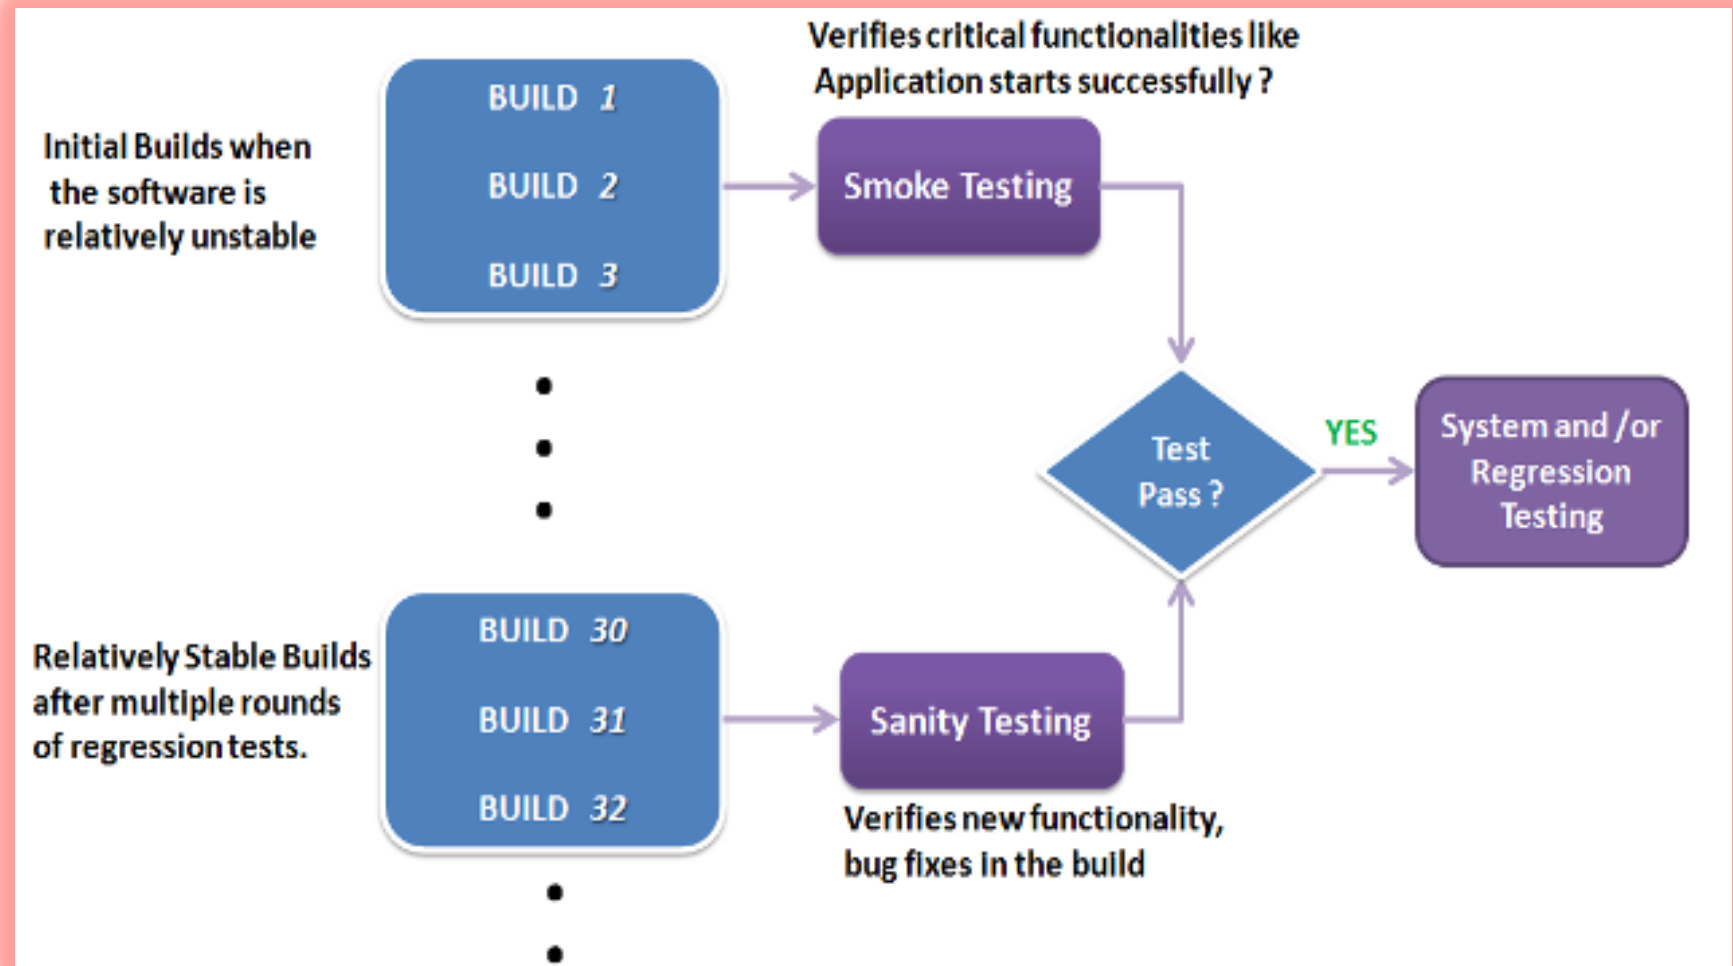 Verifies critical functionalities like
Application starts successfully ?
Initial Builds when
the software is
relatively unstable
BUILD 1
BUILD 2
BUILD 3
Smoke Testing
Test
Pass ?
YES
System and /or
Regression
Testing
Relatively Stable Builds
after multiple rounds
of regression tests.
BUILD 30
BUILD 31
BUILD 32
Sanity Testing
Verifies new functionality,
bug fixes in the build